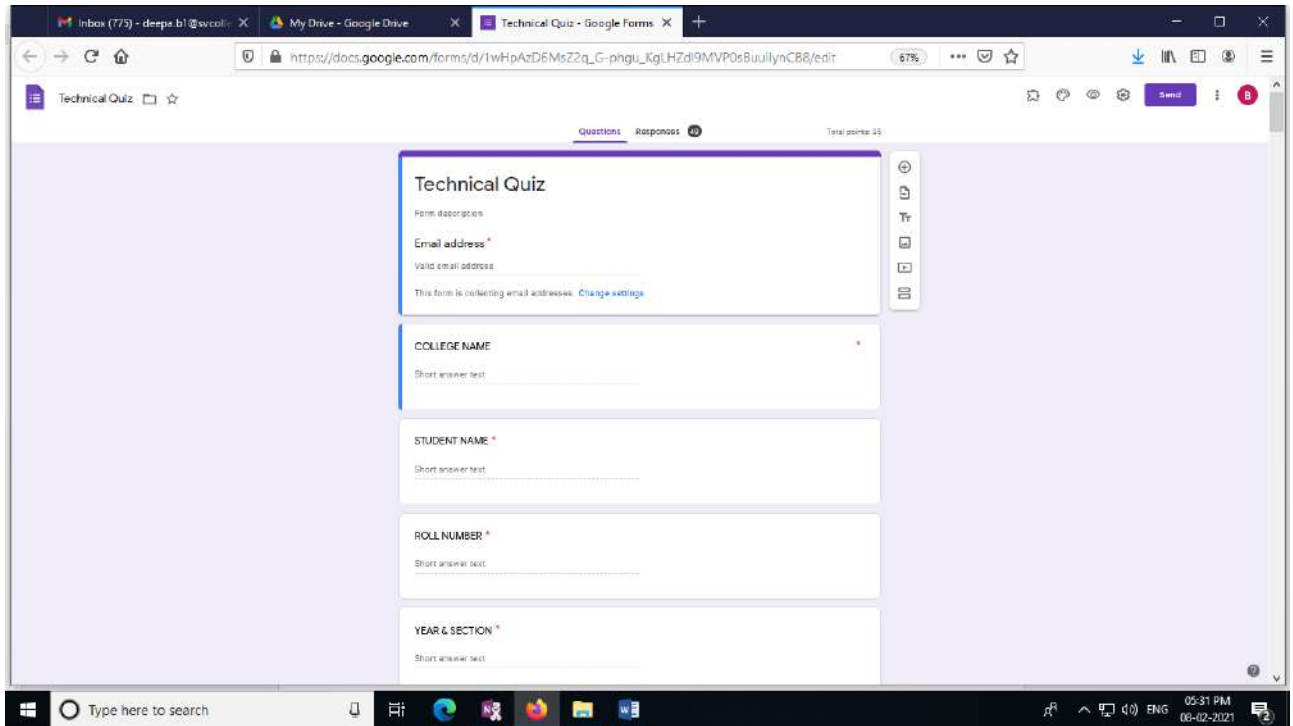 Inbox (775) - deepa.b1@svcolle
My Drive - Google Drive
Technical Quiz - Google Forms
https://docs.google.com/forms/d/1wHpAzD6MsZ2q_G-phgu_KgLHZdI9MVP0sBuuilynCB8/edit
67%
Technical Quiz
Send
B
Questions
Responses
Total points: 25
Technical Quiz
Form description
Email address *
Valid email address
This form is collecting email addresses. Change settings
COLLEGE NAME *
Short answer text
STUDENT NAME *
Short answer text
ROLL NUMBER *
Short answer text
YEAR & SECTION *
Short answer text
Type here to search
ENG
05:31 PM
08-02-2021
2